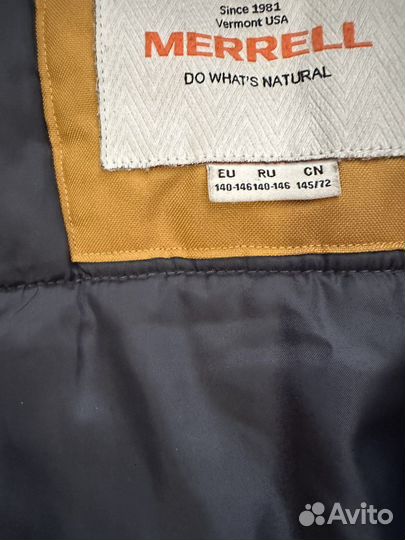 Since 1981
Vermont USA
MERRELL
DO WHAT'S NATURAL
EU RU CN
140-146 140-146 145/72
Avito